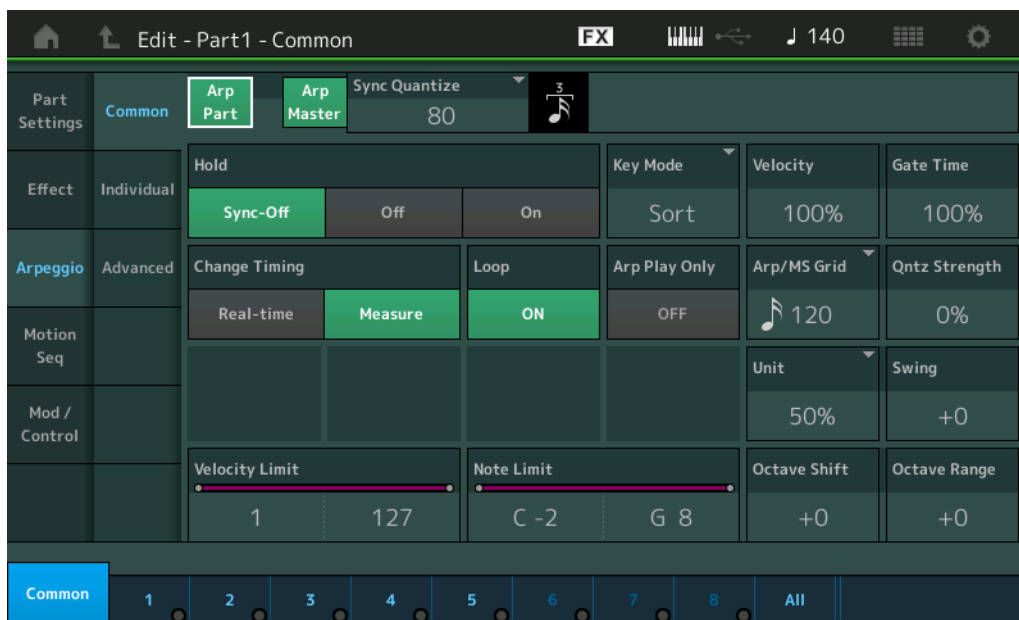 Edit - Part1 - Common
FX
140
Part
Settings
Common
Arp
Part
Arp
Master
Sync Quantize
80
3
Effect
Individual
Hold
Sync-Off
Off
On
Key Mode
Sort
Velocity
100%
Gate Time
100%
Arpeggio
Advanced
Change Timing
Real-time
Measure
Loop
ON
Arp Play Only
OFF
Arp/MS Grid
120
Qntz Strength
0%
Motion
Seq
Unit
50%
Swing
+0
Mod /
Control
Velocity Limit
1
127
Note Limit
C -2
G 8
Octave Shift
+0
Octave Range
+0
Common
1
2
3
4
5
6
7
8
All